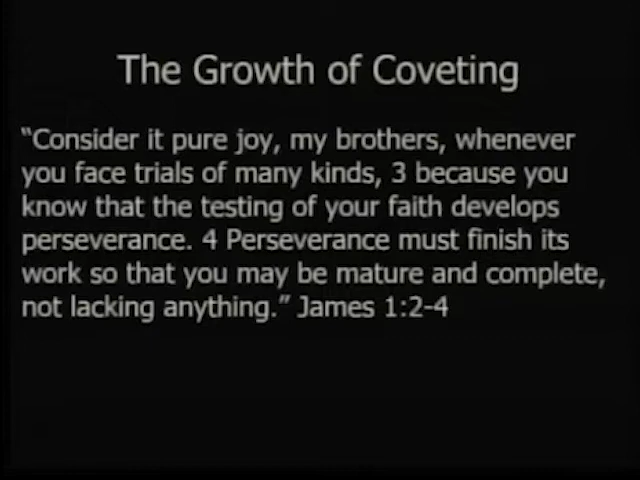 The Growth of Coveting
“Consider it pure joy, my brothers, whenever
you face trials of many kinds, 3 because you
know that the testing of your faith develops
perseverance. 4 Perseverance must finish its
work so that you may be mature and complete,
not lacking anything.” James 1:2-4